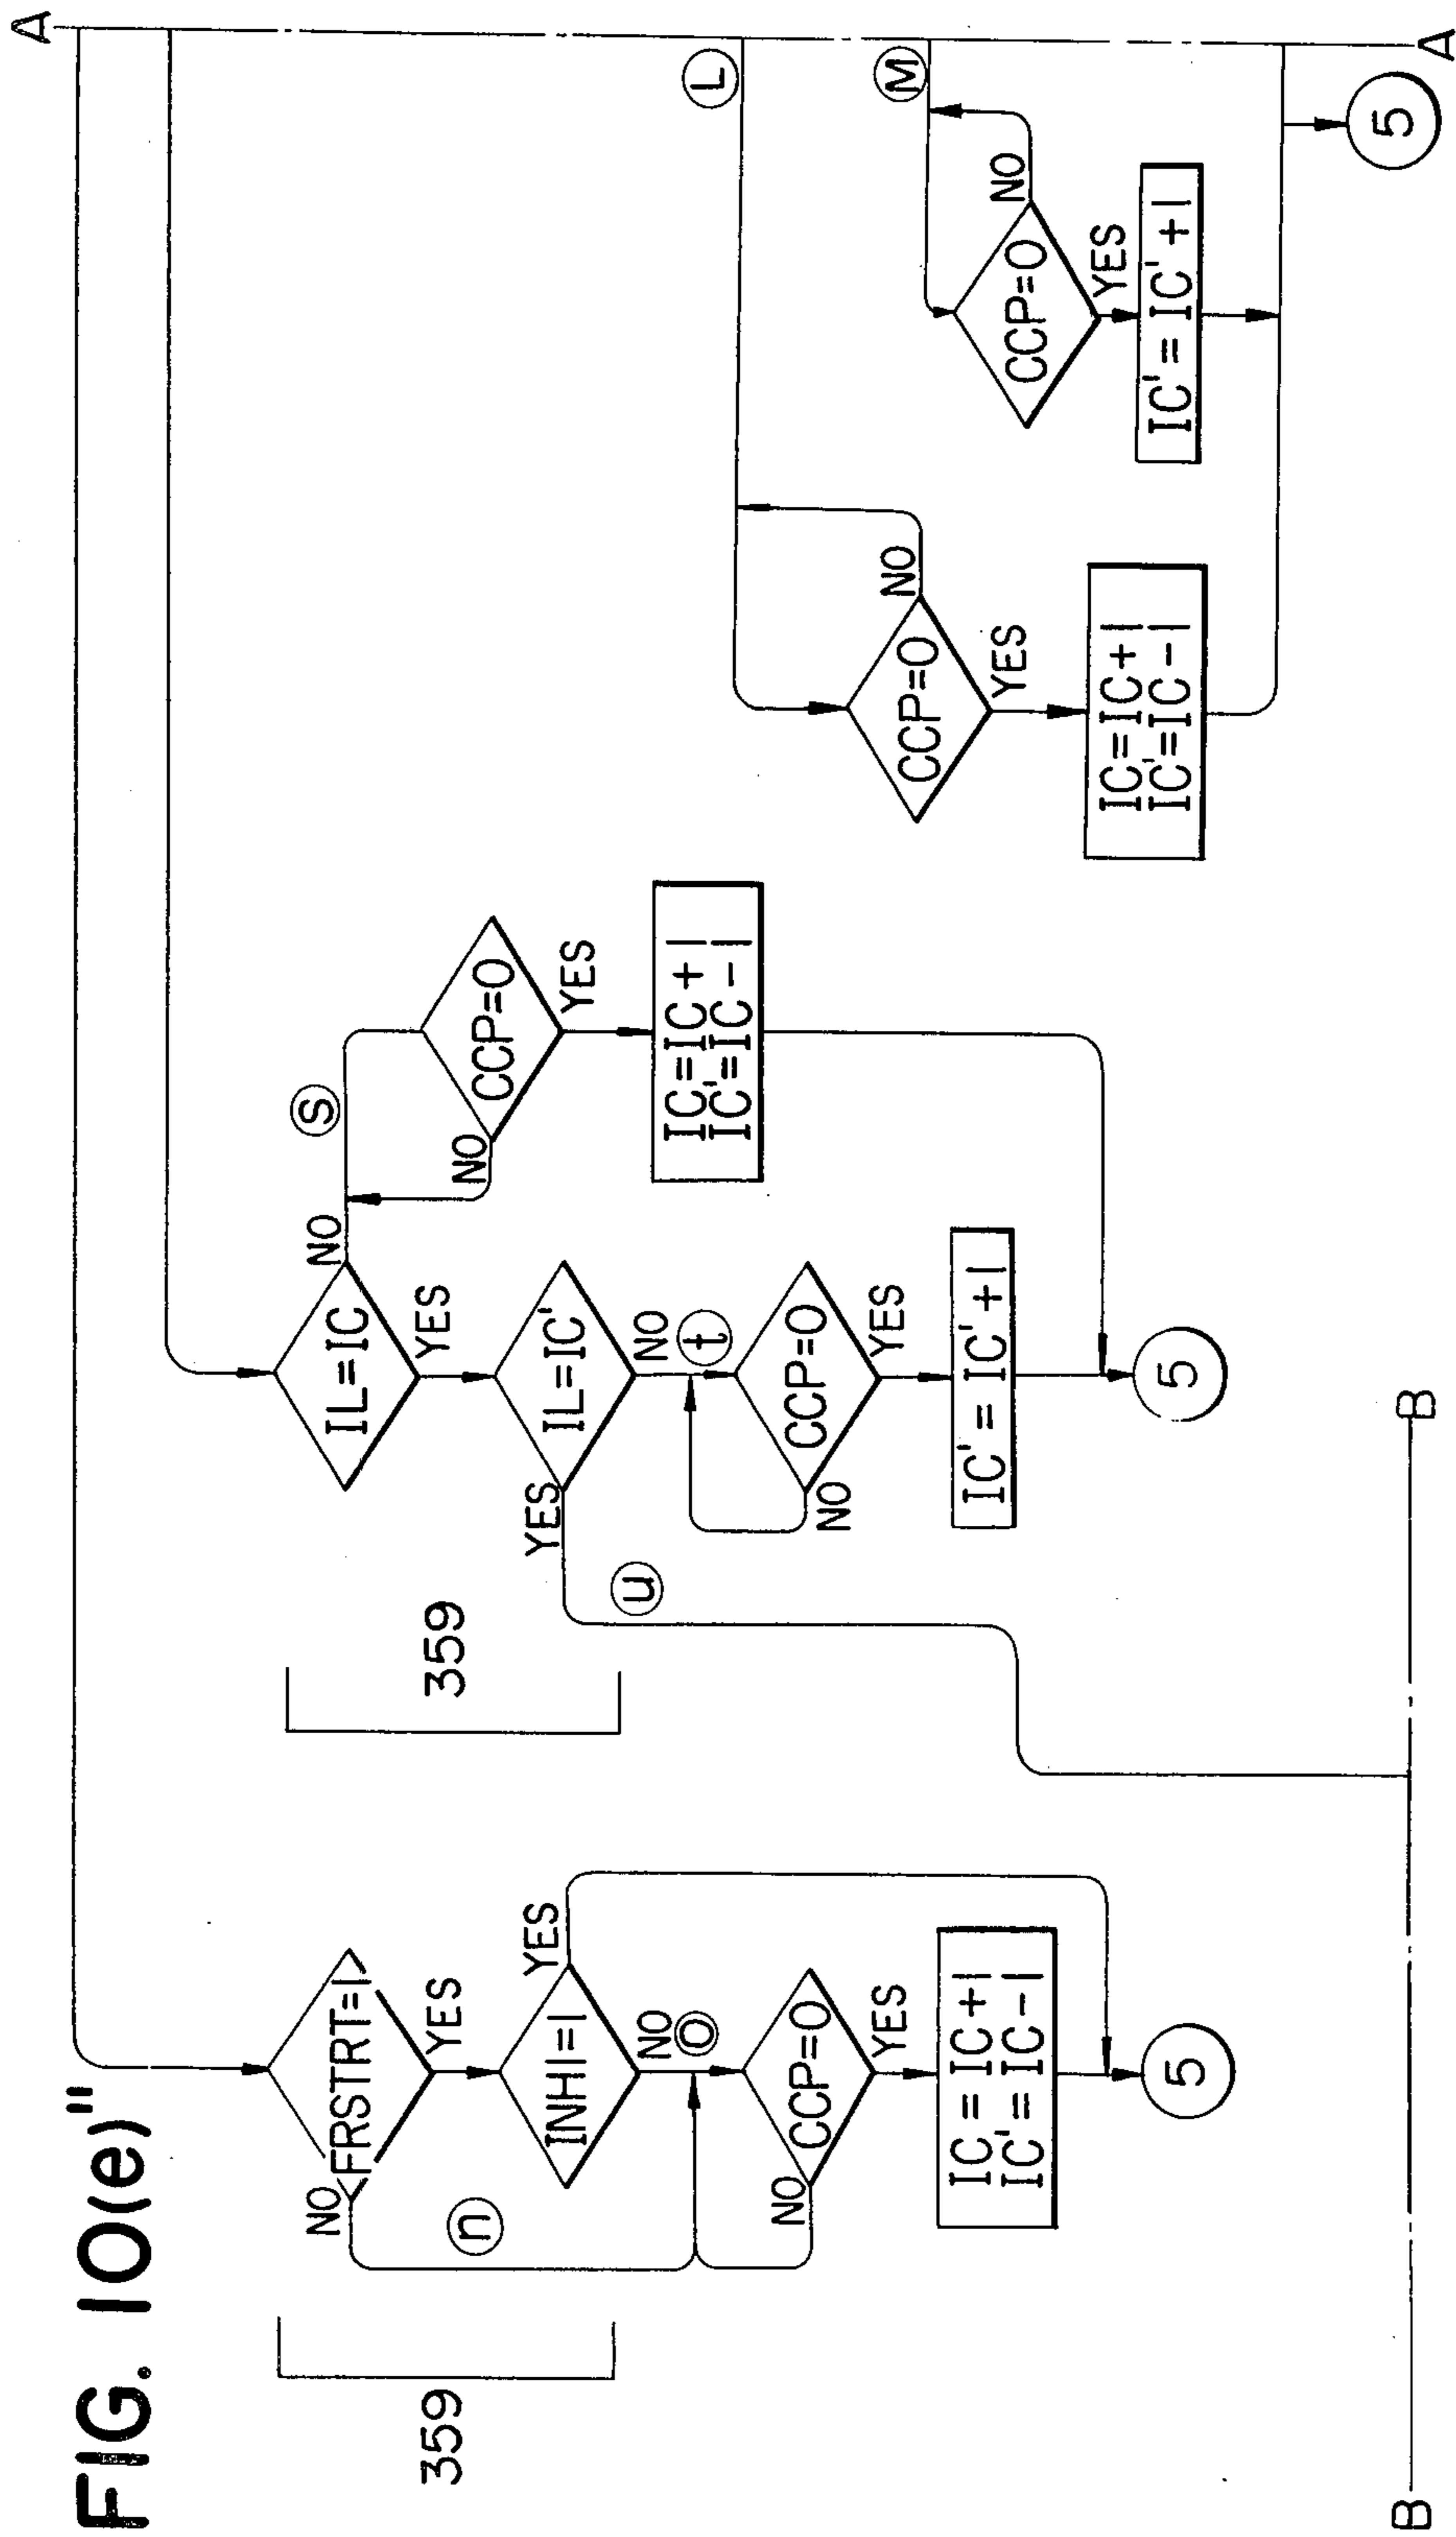 FIG. 10(e)"
A
A
B
B
359
FRSTRT=1
NO
YES
n
INHI=1
YES
NO
O
CCP=0
NO
YES
IC=IC+1
IC'=IC-1
5
359
IL=IC
NO
YES
S
IL=IC'
YES
NO
u
t
CCP=0
NO
YES
IC'=IC'+1
5
CCP=0
NO
YES
IC=IC+1
IC'=IC-1
L
CCP=0
NO
YES
IC=IC+1
IC'=IC-1
M
CCP=0
NO
YES
IC'=IC'+1
5